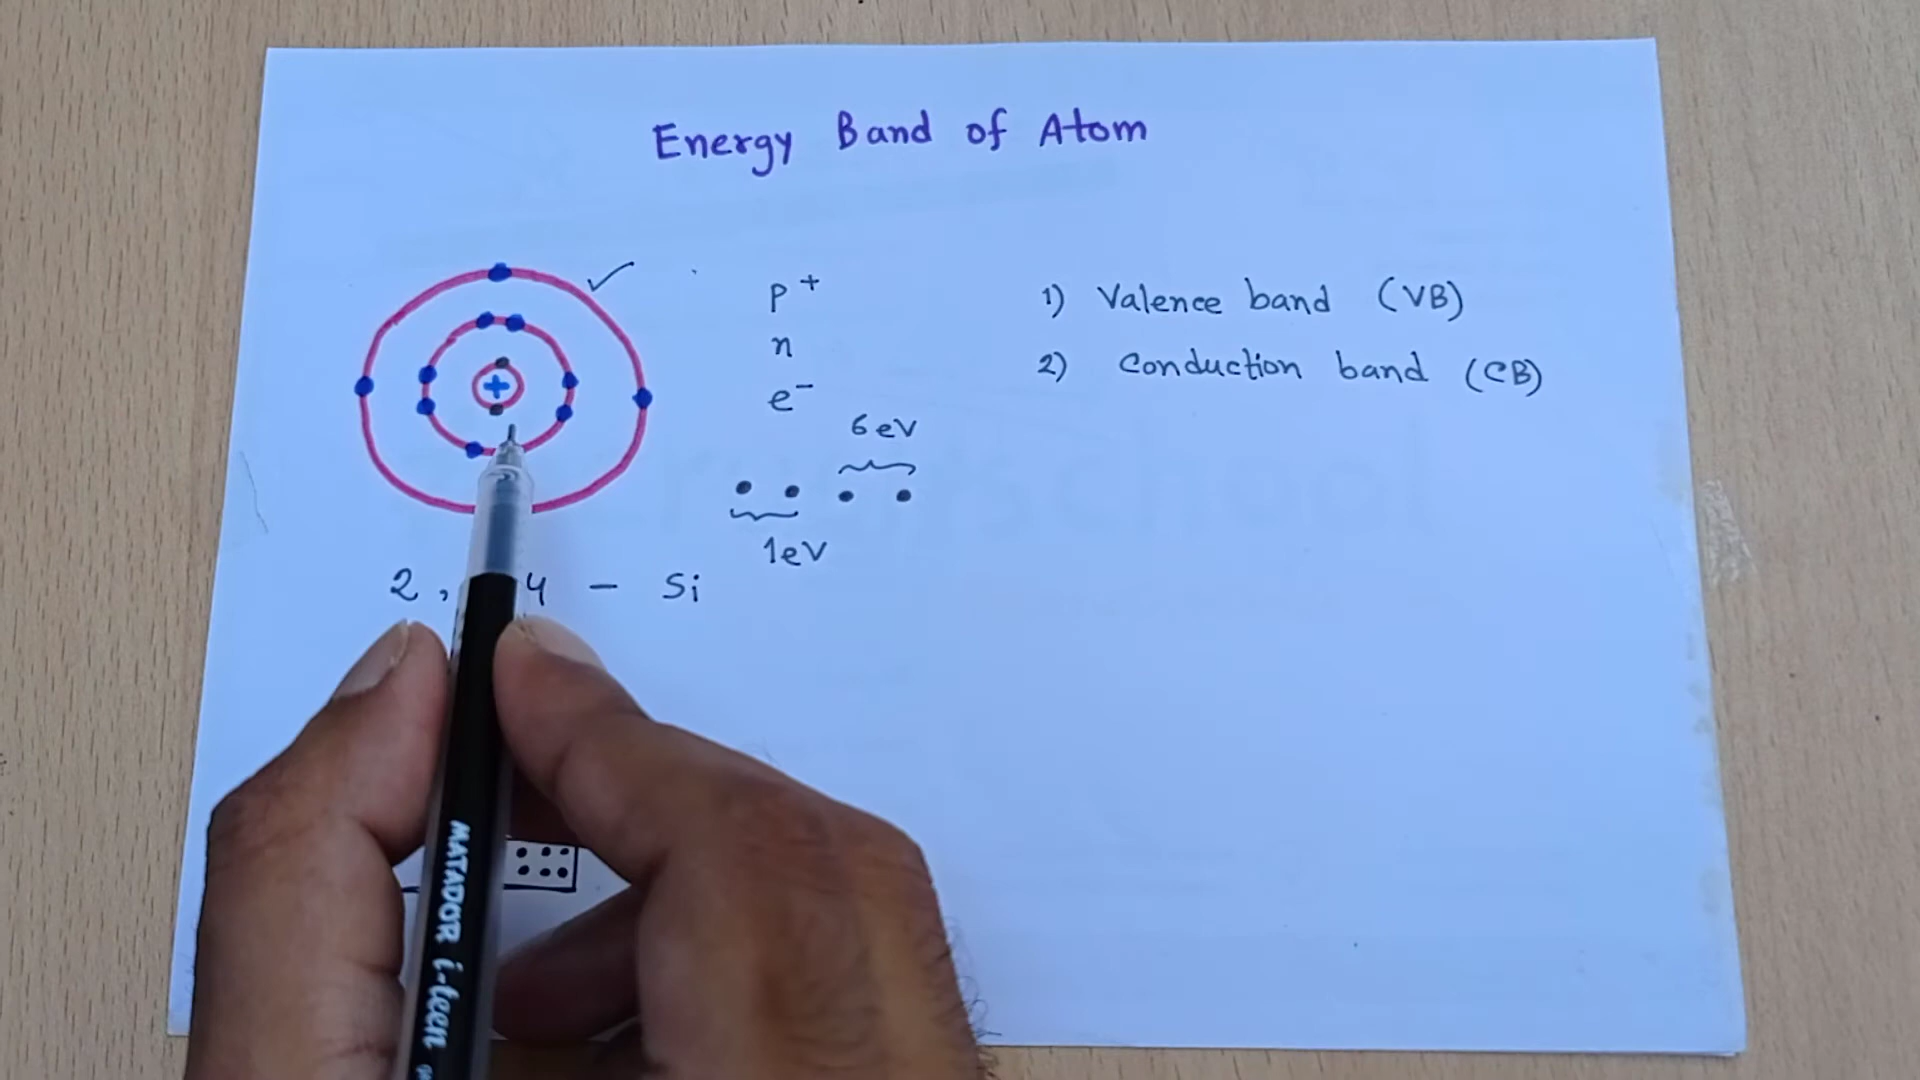 Energy Band of Atom
p+
n
e-
6eV
1eV
2, 4 - Si
1) Valence band (VB)
2) Conduction band (CB)
MATADOR i-teen